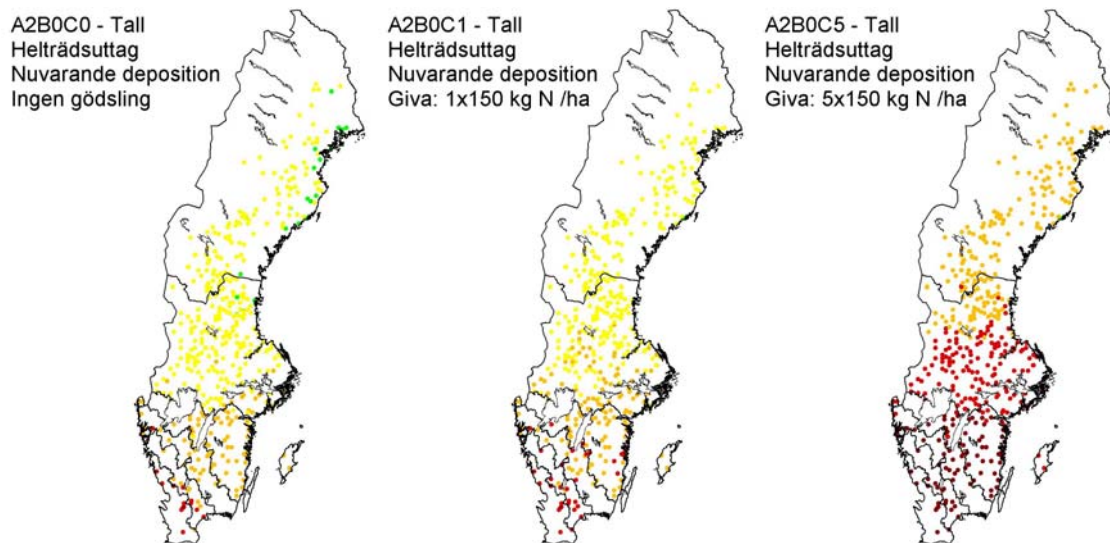 A2B0C0 - Tall
Helträdsuttag
Nuvarande deposition
Ingen gödsling
A2B0C1 - Tall
Helträdsuttag
Nuvarande deposition
Giva: 1x150 kg N /ha
A2B0C5 - Tall
Helträdsuttag
Nuvarande deposition
Giva: 5x150 kg N /ha